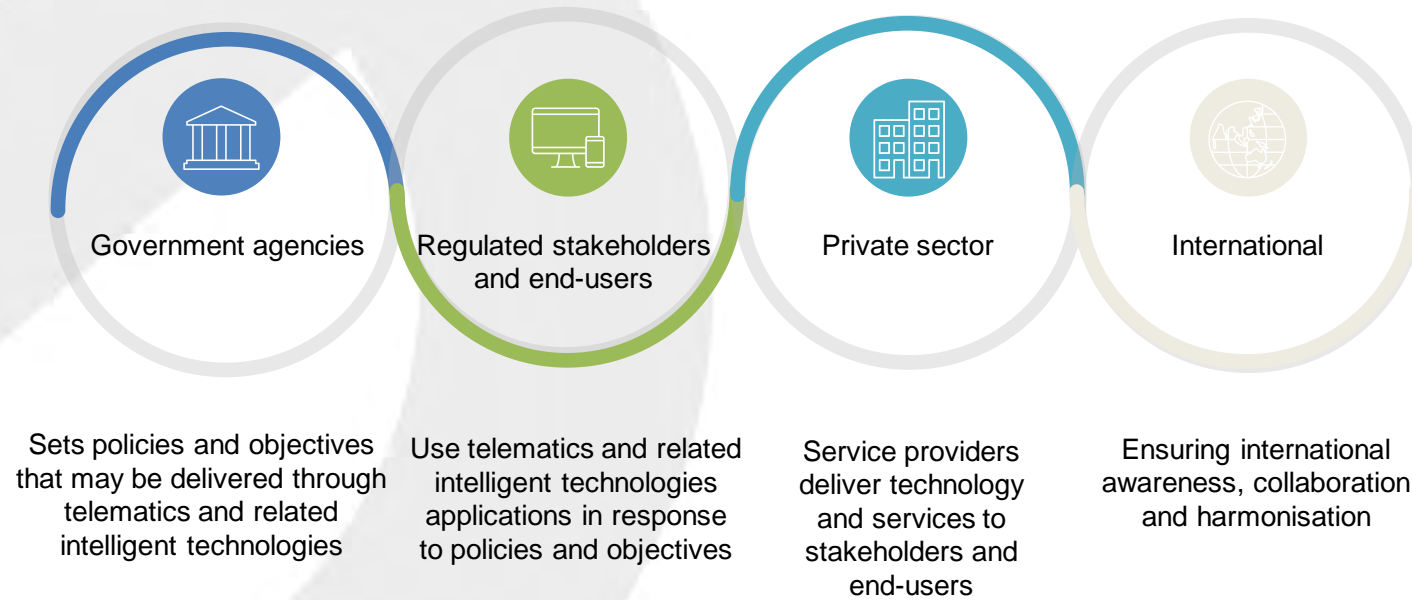 Government agencies
Regulated stakeholders
and end-users
Private sector
International
Sets policies and objectives
that may be delivered through
telematics and related
intelligent technologies
Use telematics and related
intelligent technologies
applications in response
to policies and objectives
Service providers
deliver technology
and services to
stakeholders and
end-users
Ensuring international
awareness, collaboration
and harmonisation